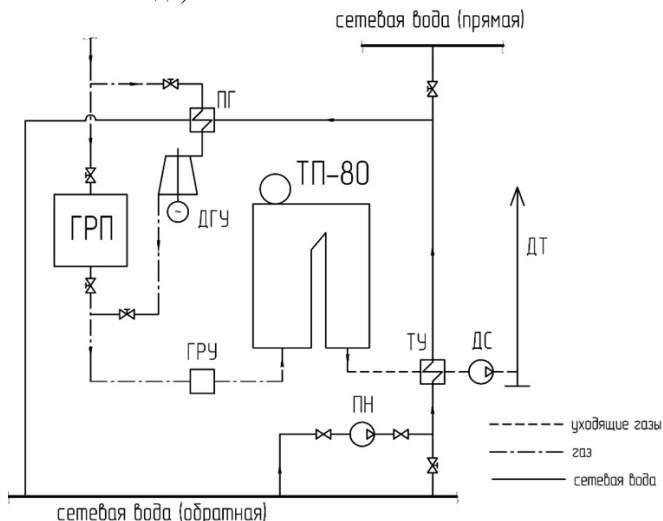 сетевая вода (прямая)
ПГ
ТП-80
ГРП
~
ДГУ
ДТ
ГРУ
ТУ
ДС
ПН
уходящие газы
газ
сетевая вода
сетевая вода (обратная)